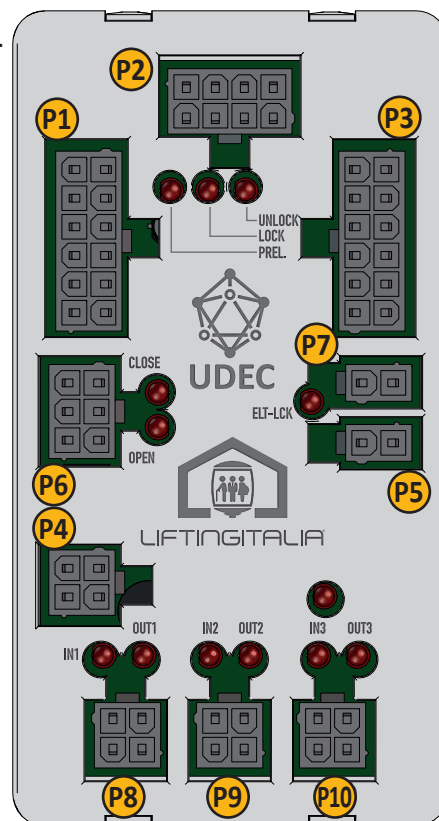 P2
P1
P3
UNLOCK
LOCK
PREL.
P7
CLOSE
UDEC
ELT-LCK
OPEN
P6
P5
P4
LIFTINGITALIA
OUT1
IN2
OUT2
IN3
OUT3
IN1
P8
P9
P10